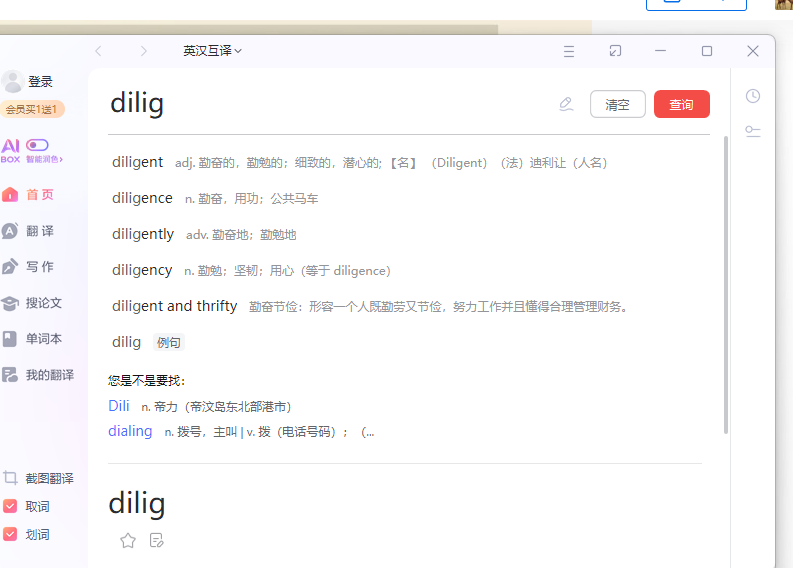 英汉互译
登录
会员买1送1
AI BOX 智能润色
首页
翻译
写作
搜论文
单词本
我的翻译
截图翻译
取词
划词
dilig
清空
查询
diligent adj. 勤奋的，勤勉的；细致的，潜心的；【名】（Diligent）（法）迪利让（人名）
diligence n. 勤奋，用功；公共马车
diligently adv. 勤奋地；勤勉地
diligency n. 勤勉；坚韧；用心（等于 diligence）
diligent and thrifty 勤奋节俭：形容一个人既勤劳又节俭，努力工作并且懂得合理管理财务。
dilig 例句
您是不是要找：
Dili n. 帝力（帝汶岛东北部港市）
dialing n. 拨号，主叫 | v. 拨（电话号码）；（...
dilig